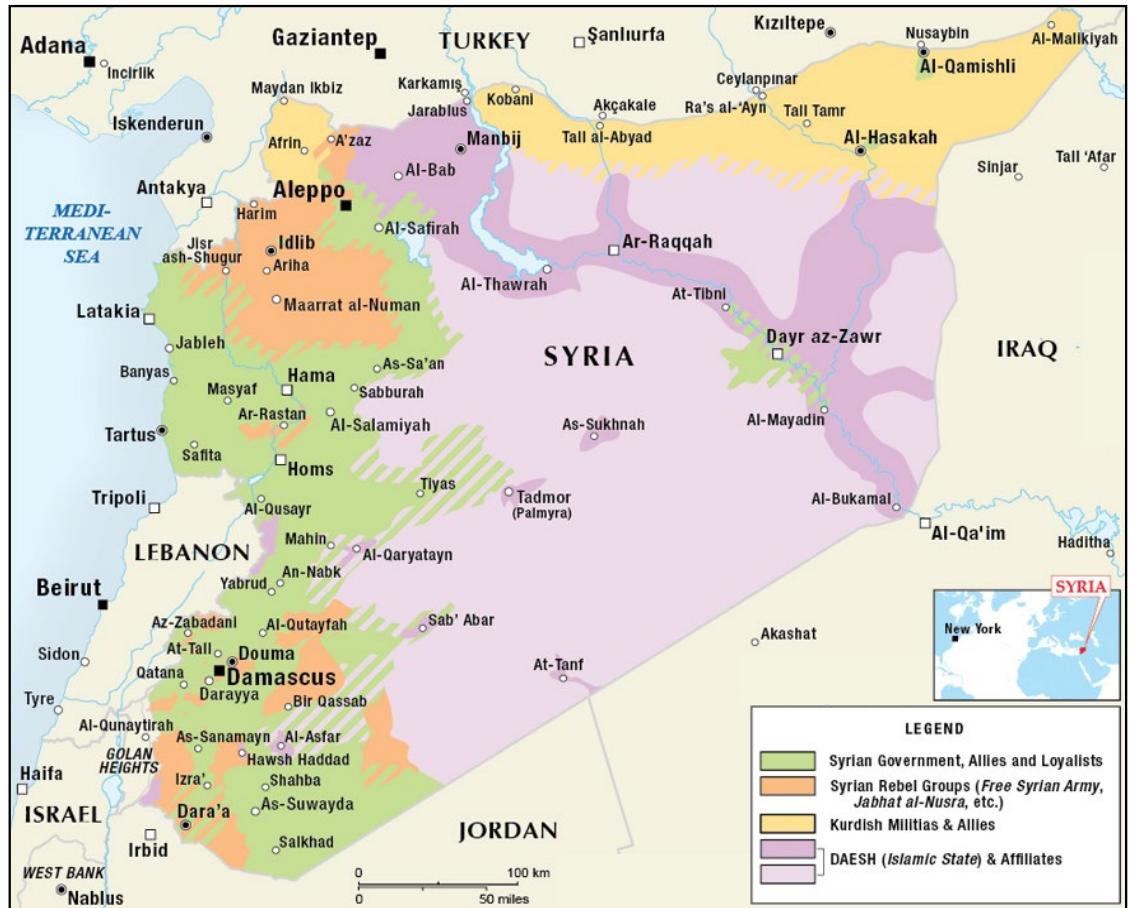 Adana
Incirlik
Gaziantep
TURKEY
Şanlıurfa
Kızıltepe
Nusaybin
Al-Malikiyah
Al-Qamishli
Maydan Ikbiz
Karkamış
Jarablus
Kobani
Akçakale
Tall al-Abyad
Ceylanpınar
Ra's al-‘Ayn
Tall Tamr
Al-Hasakah
Iskenderun
Afrin
A'zaz
Manbij
Al-Bab
Sinjar
Tall ‘Afar
Antakya
Aleppo
MEDI-
TERRANEAN
SEA
Harim
Al-Safirah
Idlib
Ar-Raqqah
Jisr
ash-Shugur
Ariha
Al-Thawrah
Maarrat al-Numan
At-Tibni
Latakia
Jableh
SYRIA
Dayr az-Zawr
IRAQ
Banyas
As-Sa'an
Hama
Sabburah
Masyaf
Ar-Rastan
Al-Salamiyah
Al-Mayadin
Tartus
As-Sukhnah
Safita
Homs
Tiyas
Tadmor
(Palmyra)
Tripoli
Al-Qusayr
Al-Bukamal
Al-Qa'im
Mahin
Al-Qaryatayn
Haditha
LEBANON
An-Nabk
Yabrud
Beirut
SYRIA
New York
Az-Zabadani
Al-Qutayfah
Sab’ Abar
Akashat
At-Tall
Douma
Sidon
Damascus
At-Tanf
Qatana
Darayya
Tyre
Bir Qassab
Al-Qunaytirah
As-Sanamayn
Al-Asfar
GOLAN
HEIGHTS
Hawsh Haddad
Haifa
Izra’
Shahba
ISRAEL
As-Suwayda
Dara'a
Irbid
JORDAN
Salkhad
WEST BANK
Nablus
0 100 km
0 50 miles
LEGEND
Syrian Government, Allies and Loyalists
Syrian Rebel Groups (Free Syrian Army,
Jabhat al-Nusra, etc.)
Kurdish Militias & Allies
DAESH (Islamic State) & Affiliates